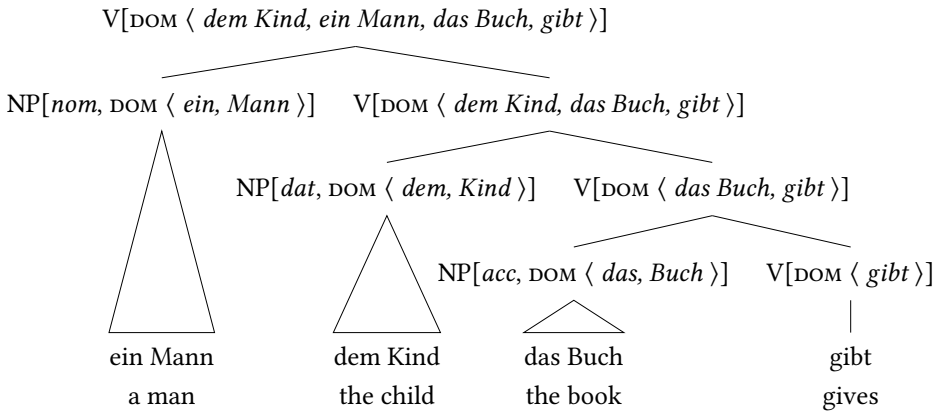 V[DOM ⟨ dem Kind, ein Mann, das Buch, gibt ⟩]
NP[nom, DOM ⟨ ein, Mann ⟩] V[DOM ⟨ dem Kind, das Buch, gibt ⟩]
NP[dat, DOM ⟨ dem, Kind ⟩] V[DOM ⟨ das Buch, gibt ⟩]
NP[acc, DOM ⟨ das, Buch ⟩] V[DOM ⟨ gibt ⟩]
ein Mann dem Kind das Buch gibt
a man the child the book gives